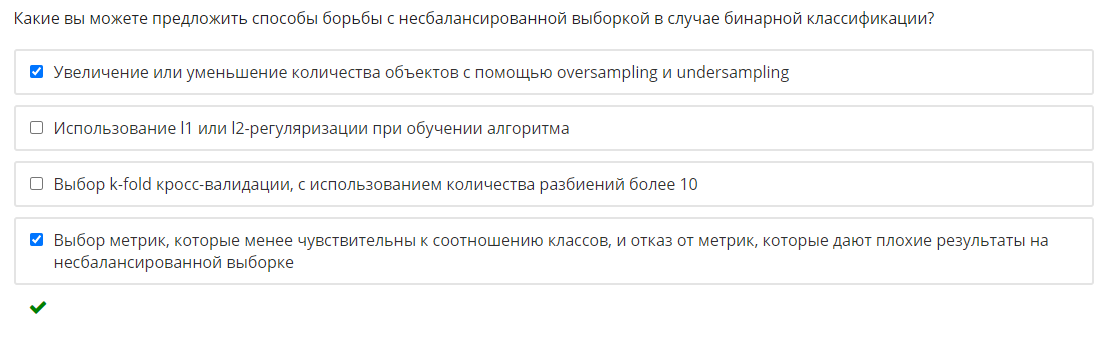 Какие вы можете предложить способы борьбы с несбалансированной выборкой в случае бинарной классификации?
Увеличение или уменьшение количества объектов с помощью oversampling и undersampling
Использование l1 или l2-регуляризации при обучении алгоритма
Выбор k-fold кросс-валидации, с использованием количества разбиений более 10
Выбор метрик, которые менее чувствительны к соотношению классов, и отказ от метрик, которые дают плохие результаты на
несбалансированной выборке